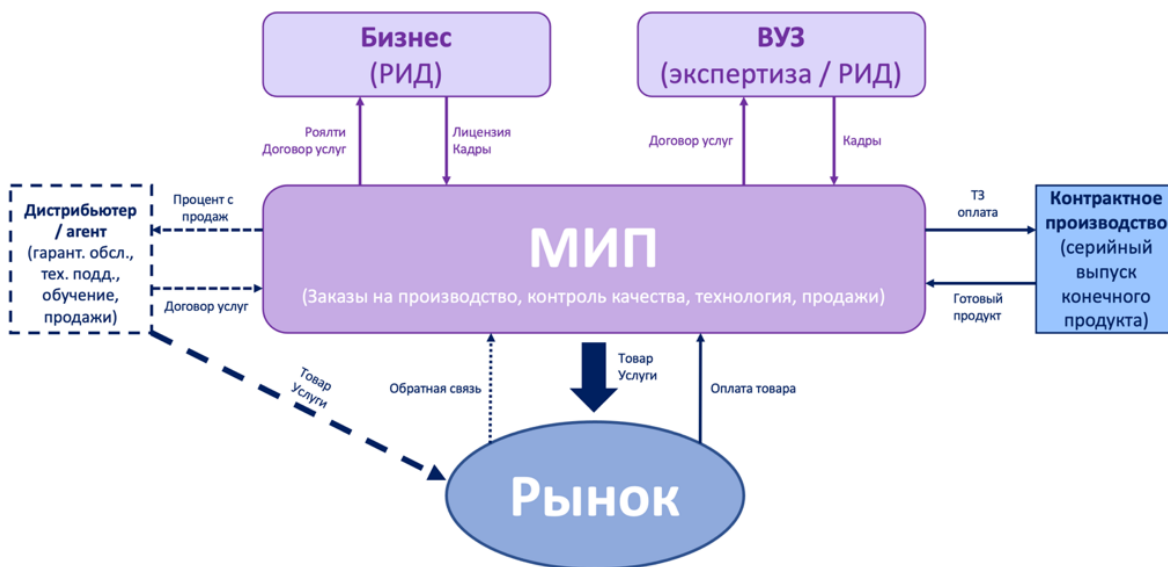 Бизнес
(РИД)
ВУЗ
(экспертиза / РИД)
Роялти
Договор услуг
Лицензия
Кадры
Договор услуг
Кадры
Дистрибьютер
/ агент
(гарант. обсл.,
тех. подд.,
обучение,
продажи)
Процент с
продаж
Договор услуг
МИП
(Заказы на производство, контроль качества, технология, продажи)
ТЗ
оплата
Готовый
продукт
Контрактное
производство
(серийный
выпуск
конечного
продукта)
Товар
Услуги
Обратная связь
Товар
Услуги
Оплата товара
Рынок